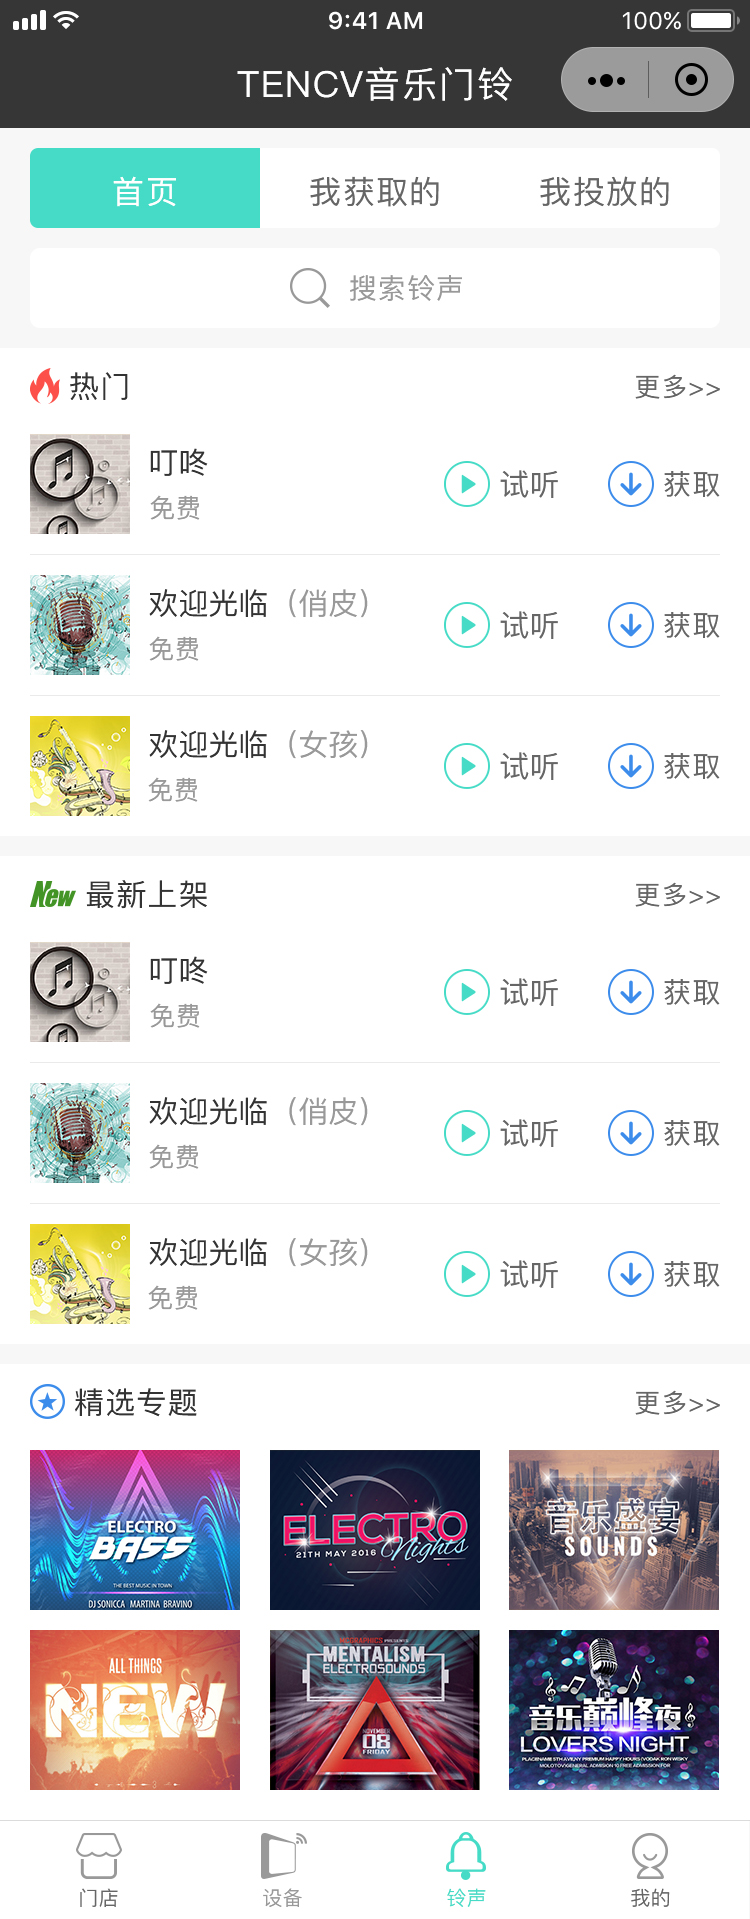 9:41 AM
100%
TENCV音乐门铃
首页
我获取的
我投放的
搜索铃声
热门
更多>>
叮咚
免费
试听
获取
欢迎光临（俏皮）
免费
试听
获取
欢迎光临（女孩）
免费
试听
获取
New 最新上架
更多>>
叮咚
免费
试听
获取
欢迎光临（俏皮）
免费
试听
获取
欢迎光临（女孩）
免费
试听
获取
精选专题
更多>>
ELECTRO
BASS
THE BEST MUSIC IN TOWN
DJ SONICCA MARTINA BRAVINO
ELECTRO
21TH MAY 2016
Nights
音乐盛宴
SOUNDS
ALL THINGS
NEW
PRESENTS
MENTALISM
ELECTROSOUNDS
NOVEMBER
08
FRIDAY
音乐巅峰夜
LOVERS NIGHT
门店
设备
铃声
我的